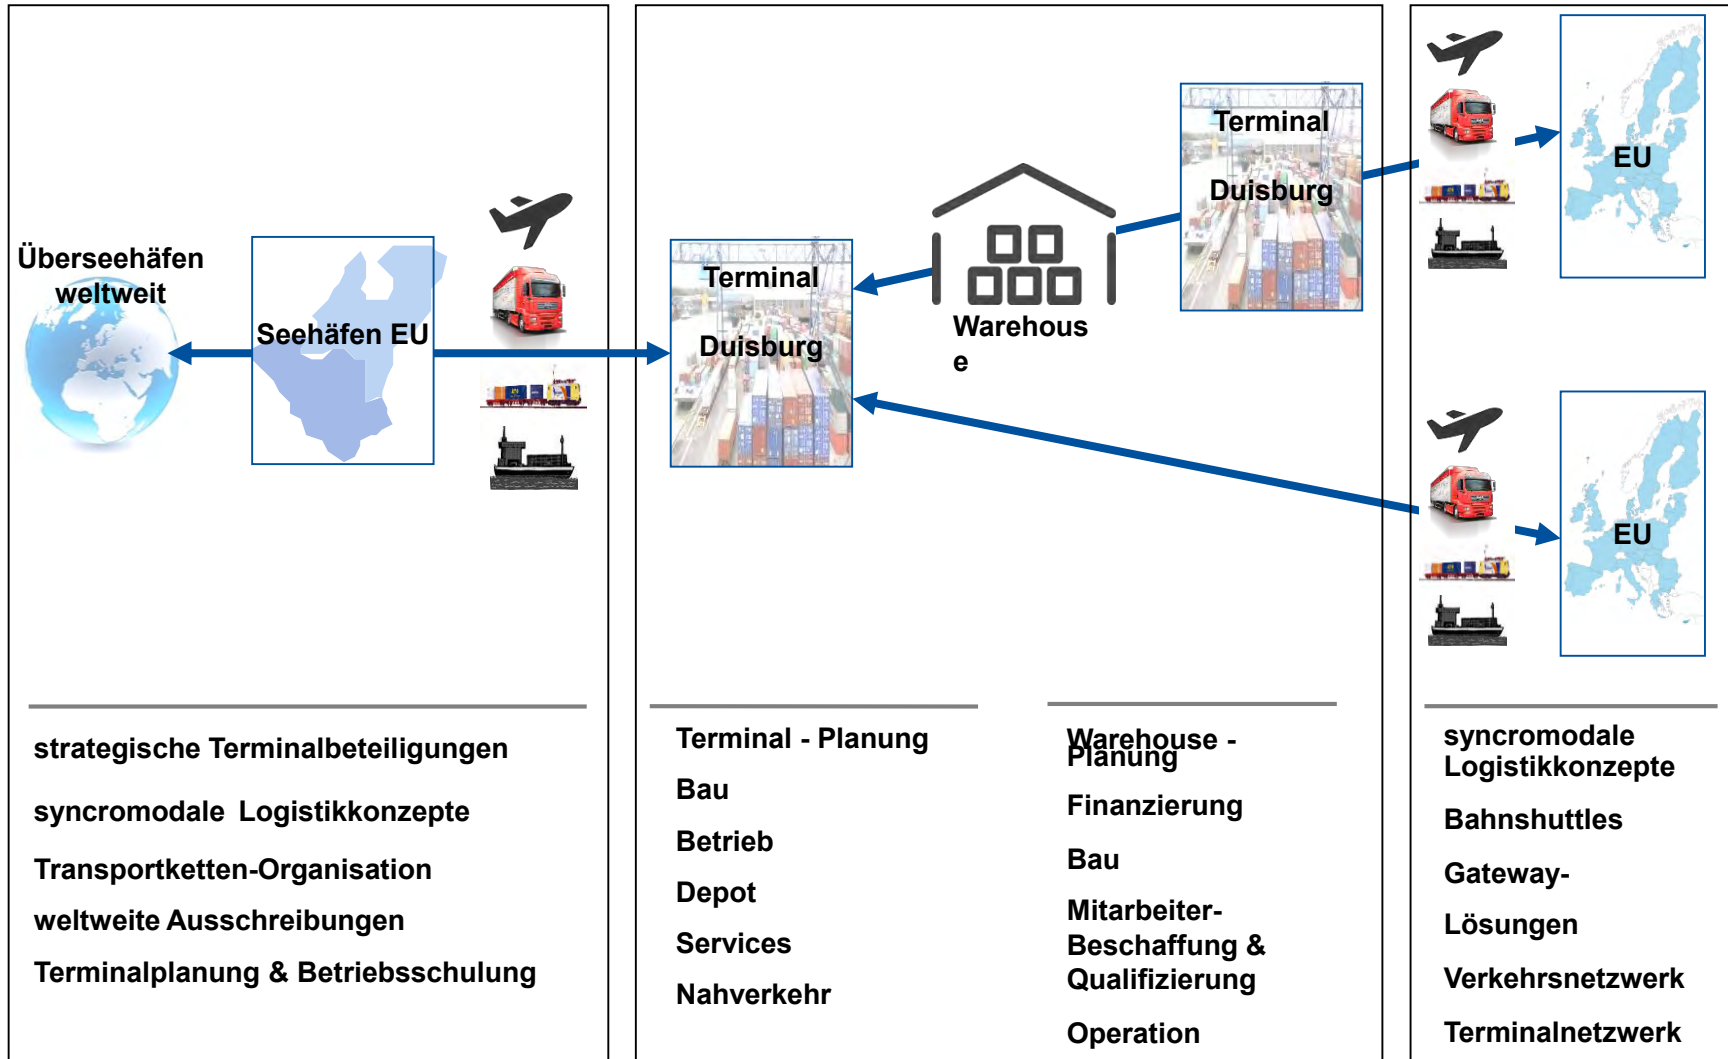 Überseehäfen
weltweit
Seehäfen EU
Terminal
Duisburg
Warehous
e
Terminal
Duisburg
EU
EU
strategische Terminalbeteiligungen
syncromodale Logistikkonzepte
Transportketten-Organisation
weltweite Ausschreibungen
Terminalplanung & Betriebsschulung
Terminal - Planung
Bau
Betrieb
Depot
Services
Nahverkehr
Warehouse -
Planung
Finanzierung
Bau
Mitarbeiter-
Beschaffung &
Qualifizierung
Operation
syncromodale
Logistikkonzepte
Bahnshuttles
Gateway-
Lösungen
Verkehrsnetzwerk
Terminalnetzwerk